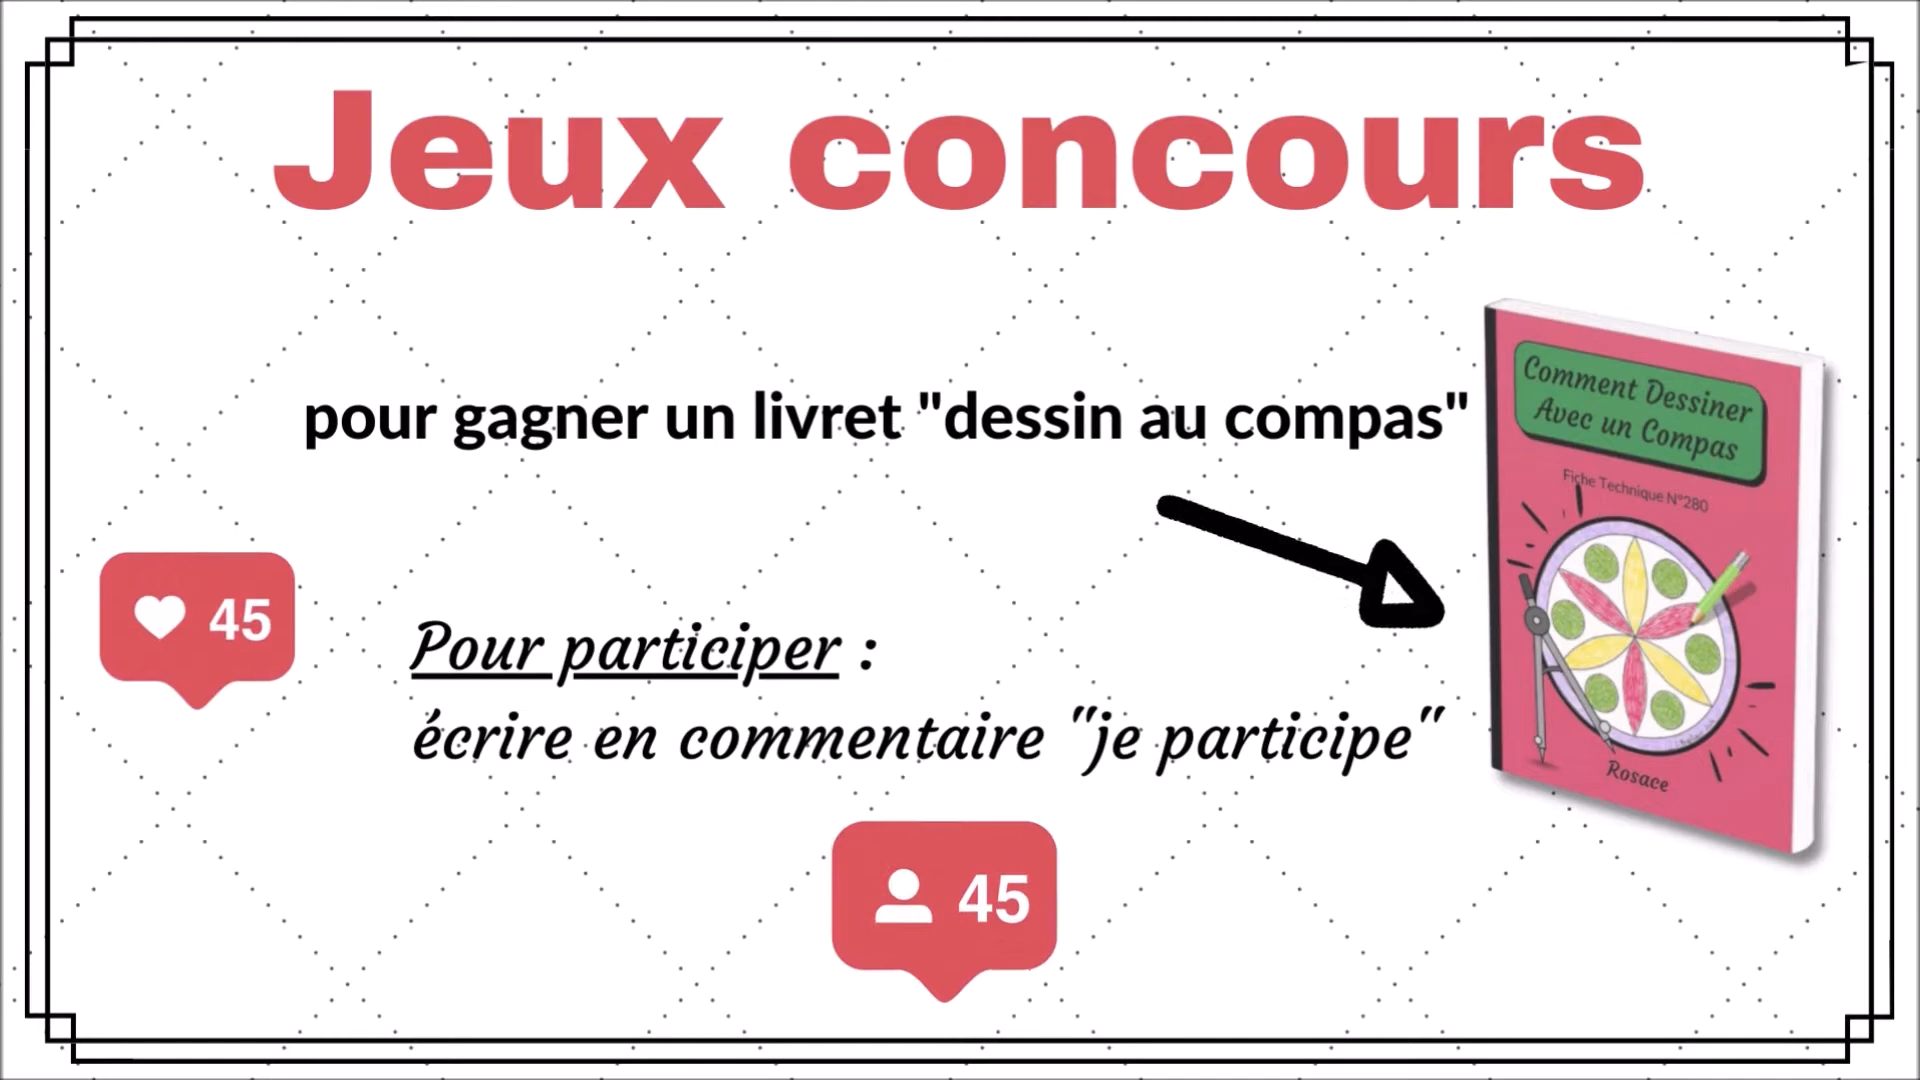 Jeux concours
pour gagner un livret "dessin au compas"
Comment Dessiner
Avec un Compas
Fiche Technique N°280
45
Pour participer :
écrire en commentaire "je participe"
Rosace
45